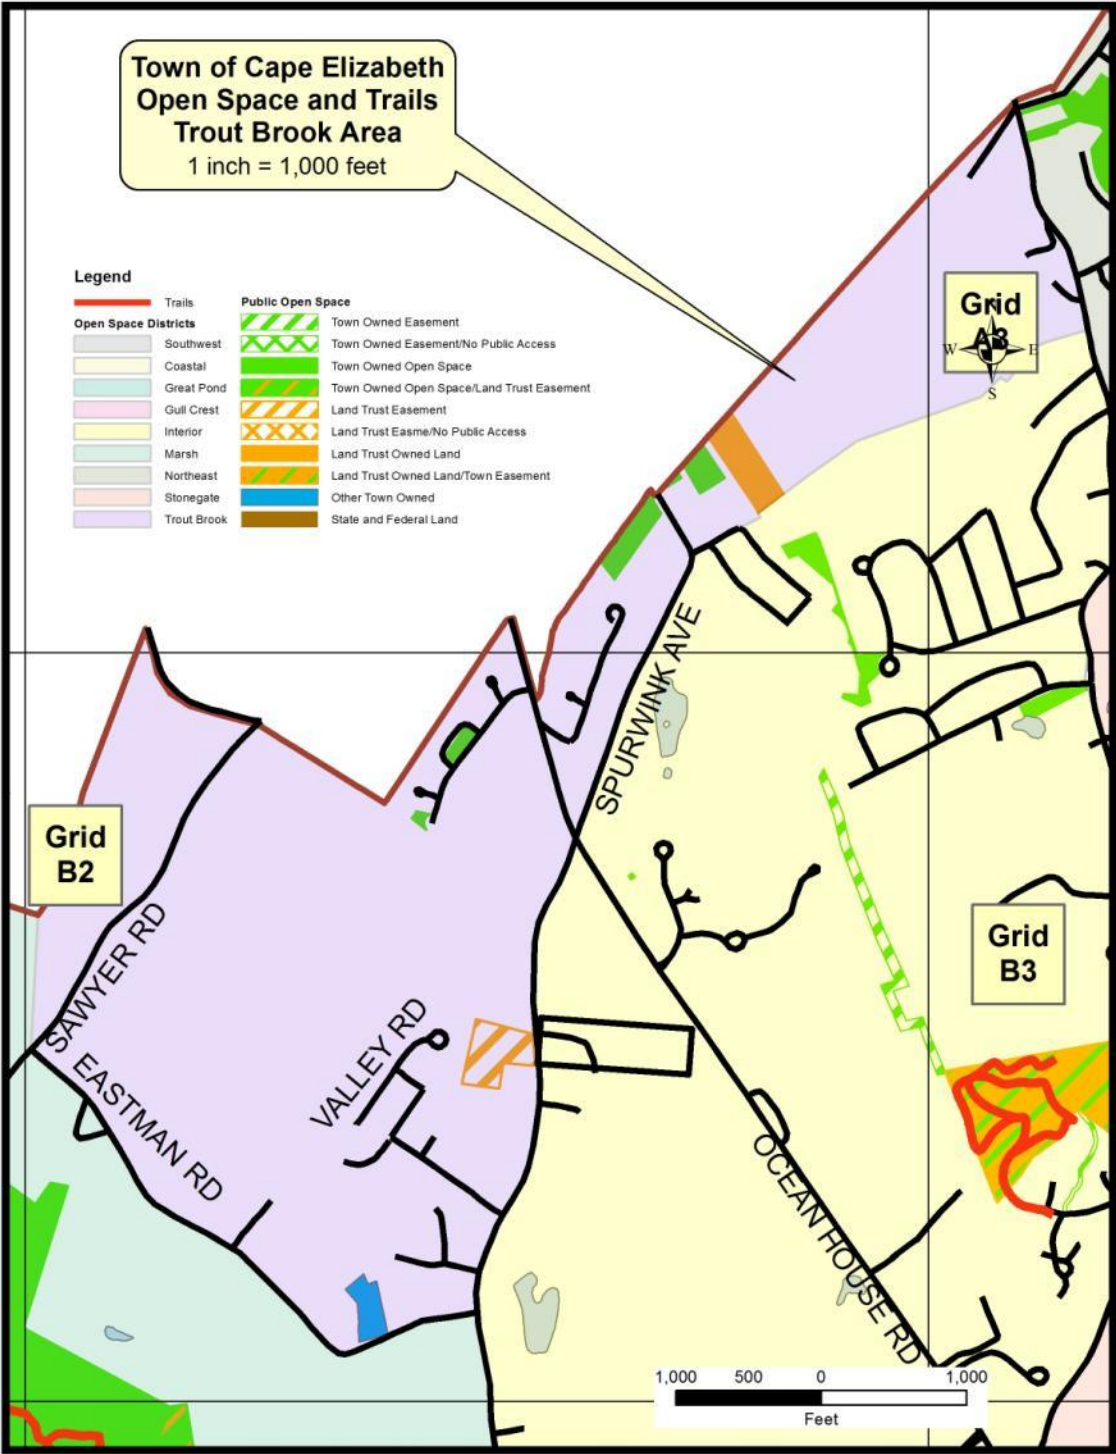 Town of Cape Elizabeth
Open Space and Trails
Trout Brook Area
1 inch = 1,000 feet
Legend
Trails
Open Space Districts
Southwest
Coastal
Great Pond
Gull Crest
Interior
Marsh
Northeast
Stonegate
Trout Brook
Public Open Space
Town Owned Easement
Town Owned Easement/No Public Access
Town Owned Open Space
Town Owned Open Space/Land Trust Easement
Land Trust Easement
Land Trust Easme/No Public Access
Land Trust Owned Land
Land Trust Owned Land/Town Easement
Other Town Owned
State and Federal Land
Grid
A3
N
W E
S
SPURWINK AVE
Grid
B2
SAWYER RD
Grid
B3
VALLEY RD
S EASTMAN RD
OCEAN HOUSE RD
1,000 500 0 1,000
Feet